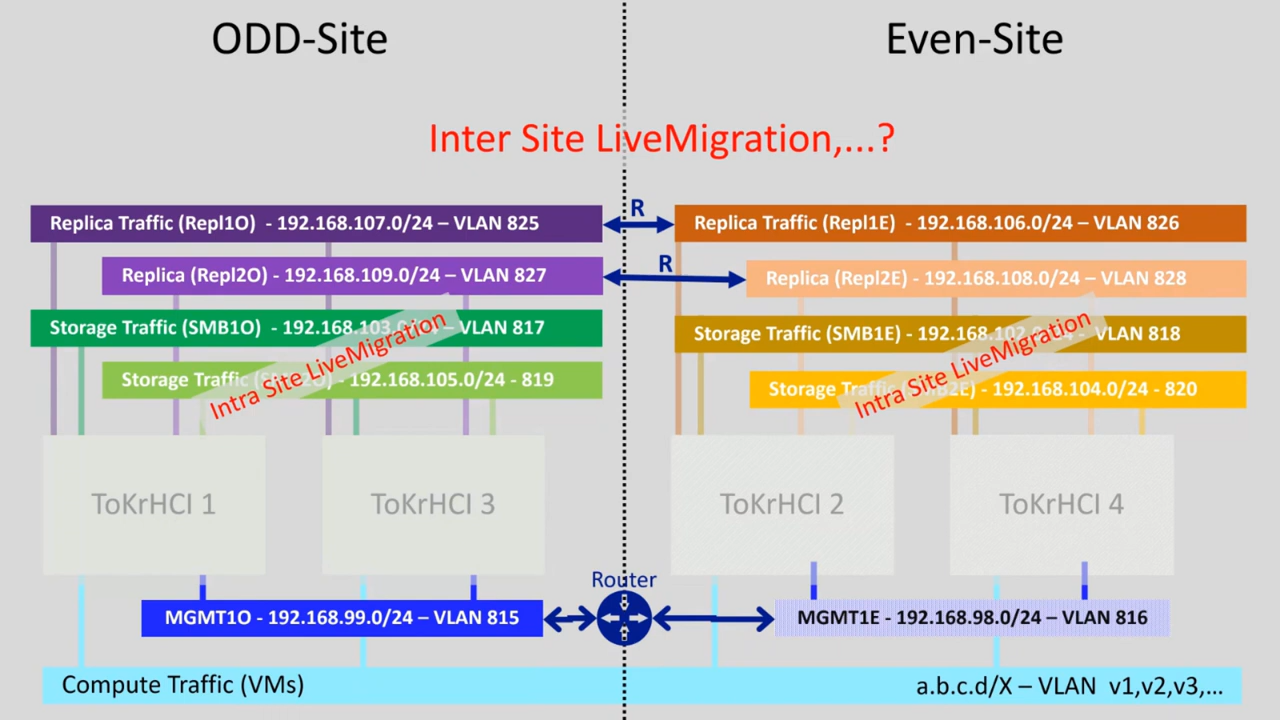 ODD-Site
Even-Site
Inter Site LiveMigration,...?
Replica Traffic (Repl1O) - 192.168.107.0/24 – VLAN 825
R
Replica Traffic (Repl1E) - 192.168.106.0/24 – VLAN 826
Replica (Repl2O) - 192.168.109.0/24 – VLAN 827
R
Replica (Repl2E) - 192.168.108.0/24 – VLAN 828
Storage Traffic (SMB1O) - 192.168.103.0/24 – VLAN 817
Storage Traffic (SMB1E) - 192.168.102.0/24 - VLAN 818
Intra Site LiveMigration
Intra Site LiveMigration
Storage Traffic (SMB2O) - 192.168.105.0/24 - 819
Storage Traffic (SMB2E) - 192.168.104.0/24 - 820
ToKrHCI 1
ToKrHCI 3
ToKrHCI 2
ToKrHCI 4
Router
MGMT1O - 192.168.99.0/24 – VLAN 815
MGMT1E - 192.168.98.0/24 – VLAN 816
Compute Traffic (VMs)
a.b.c.d/X – VLAN v1,v2,v3,...